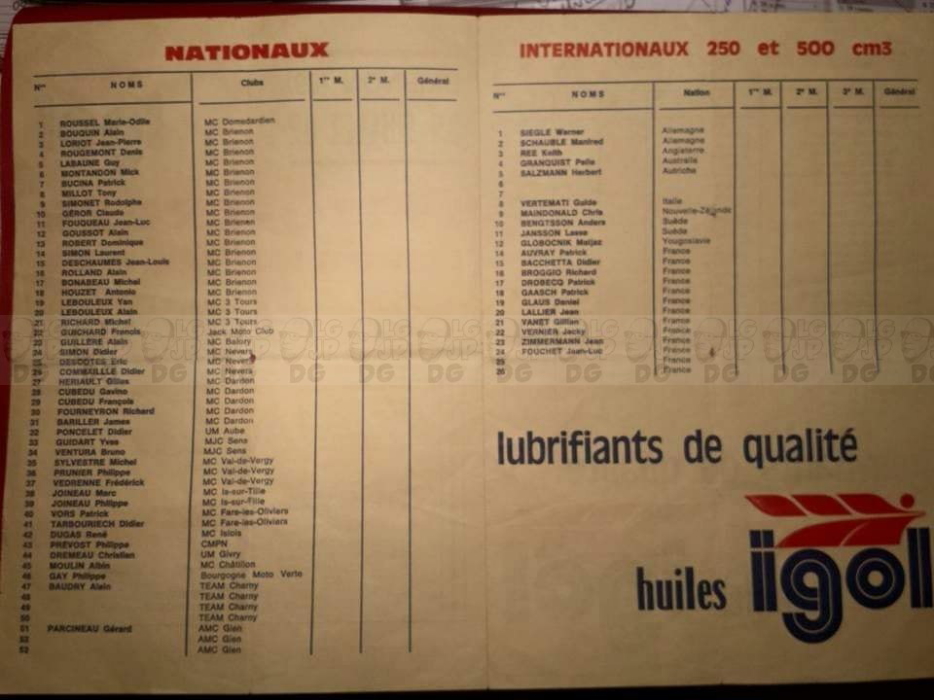 NATIONAUX
N°s NOMS Clubs 1re M. 2e M. Général
1 ROUSSEL Marie-Odile MC Domedardien
2 BOUQUIN Alain MC Brienon
3 LORIOT Jean-Pierre MC Brienon
4 ROUGEMONT Denis MC Brienon
5 LABAUNE Guy MC Brienon
6 MONTANDON Mick MC Brienon
7 BUCINA Patrick MC Brienon
8 MILLOT Tony MC Brienon
9 SIMONET Rodolphe MC Brienon
10 GÉROR Claude MC Brienon
11 FOUQUEAU Jean-Luc MC Brienon
12 GOUSSOT Alain MC Brienon
13 ROBERT Dominique MC Brienon
14 SIMON Laurent MC Brienon
15 DESCHAUMES Jean-Louis MC Brienon
16 ROLLAND Alain MC Brienon
17 BONABEAU Michel MC Brienon
18 HOUZET Antonio MC Brienon
19 LEBOULEUX Yan MC 3 Tours
20 LEBOULEUX Alain MC 3 Tours
21 RICHARD Michel MC 3 Tours
22 GUICHARD Francis Jack Moto Club
23 GUILLERE Alain MC Balory
24 SIMON Didier MC Nevers
25 DESCOTES Eric MC Nevers
26 COMMAILLE Didier MC Nevers
27 HERIAULT Gilles MC Dardon
28 CUBEDU Gavino MC Dardon
29 CUBEDU François MC Dardon
30 FOURNEYRON Richard MC Dardon
31 BARILLER James MC Dardon
32 PONCELET Didier UM Aube
33 GUIDART Yves MJC Sens
34 VENTURA Bruno MJC Sens
35 SYLVESTRE Michel MC Val-de-Vergy
36 PRUNIER Philippe MC Val-de-Vergy
37 VEDRENNE Frédérick MC Val-de-Vergy
38 JOINEAU Marc MC Is-sur-Tille
39 JOINEAU Philippe MC Is-sur-Tille
40 VORS Patrick MC Fare-les-Oliviers
41 TARBOURIECH Didier MC Fare-les-Oliviers
42 DUGAS René MC Islois
43 PREVOST Philippe CMPN
44 DREMEAU Christian UM Givry
45 MOULIN Albin MC Châtillon
46 GAY Philippe Bourgogne Moto Verte
47 BAUDRY Alain TEAM Charny
48 TEAM Charny
49 TEAM Charny
50 TEAM Charny
51 PARCINEAU Gérard AMC Gien
52 AMC Gien
53 AMC Gien
INTERNATIONAUX 250 et 500 cm3
N°s NOMS Nation 1re M. 2e M. 3e M. Général
1 SIEGLE Werner Allemagne
2 SCHAUBLE Manfred Allemagne
3 REE Keith Angleterre
4 GRANQUIST Pelle Australie
5 SALZMANN Herbert Autriche
6
7
8 VERTEMATI Guido Italie
9 MAINDONALD Chris Nouvelle-Zélande
10 BENGTSSON Anders Suède
11 JANSSON Lasse Suède
12 GLOBOCNIK Matjaz Yougoslavie
14 AUVRAY Patrick France
15 BACCHETTA Didier France
16 BROGGIO Richard France
17 DROBECQ Patrick France
18 GAASCH Patrick France
19 GLAUS Daniel France
20 LALLIER Jean France
21 YANET Gillian France
22 VERNIER Jacky France
23 ZIMMERMANN Jean France
24 FOUCHET Jean-Luc France
25 France
26 France
lubrifiants de qualité
huiles igol